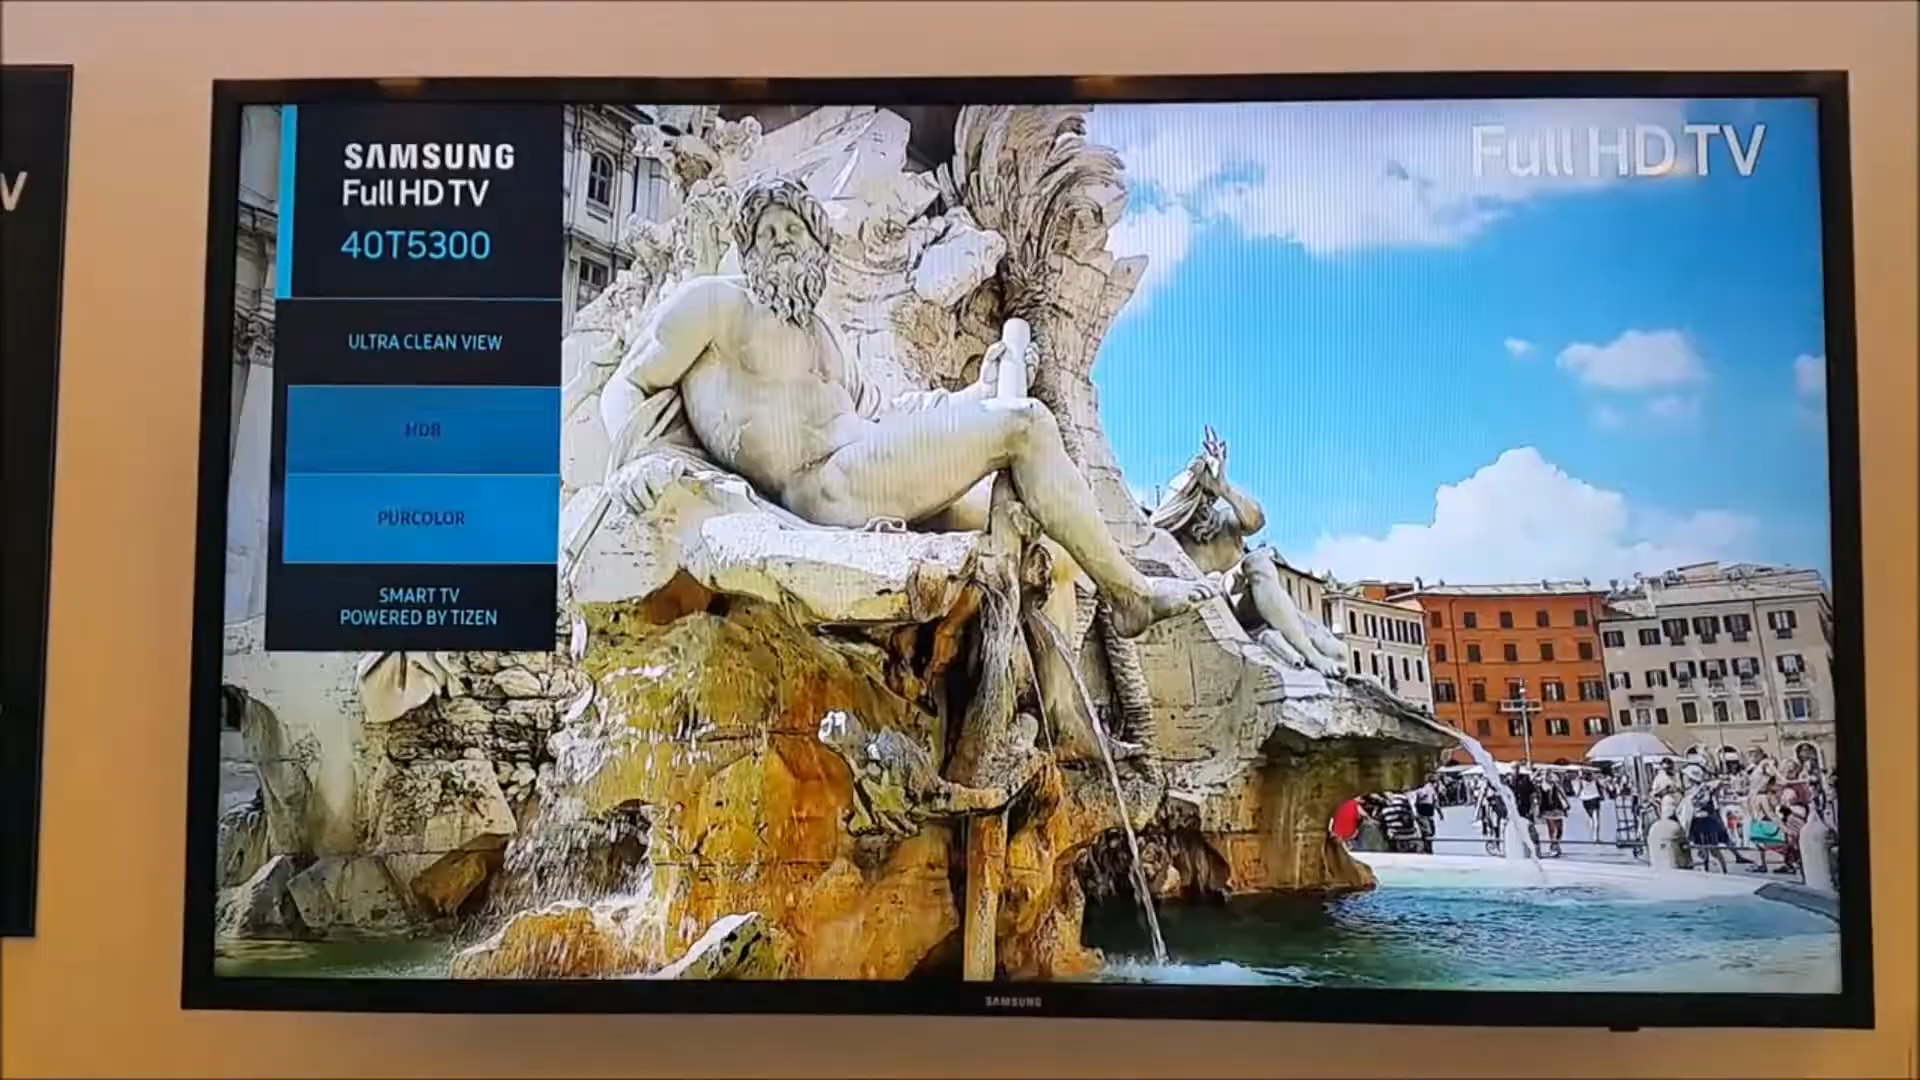 SAMSUNG
Full HD TV
40T5300
ULTRA CLEAN VIEW
HDR
PURCOLOR
SMART TV
POWERED BY TIZEN
Full HD TV
V
SAMSUNG